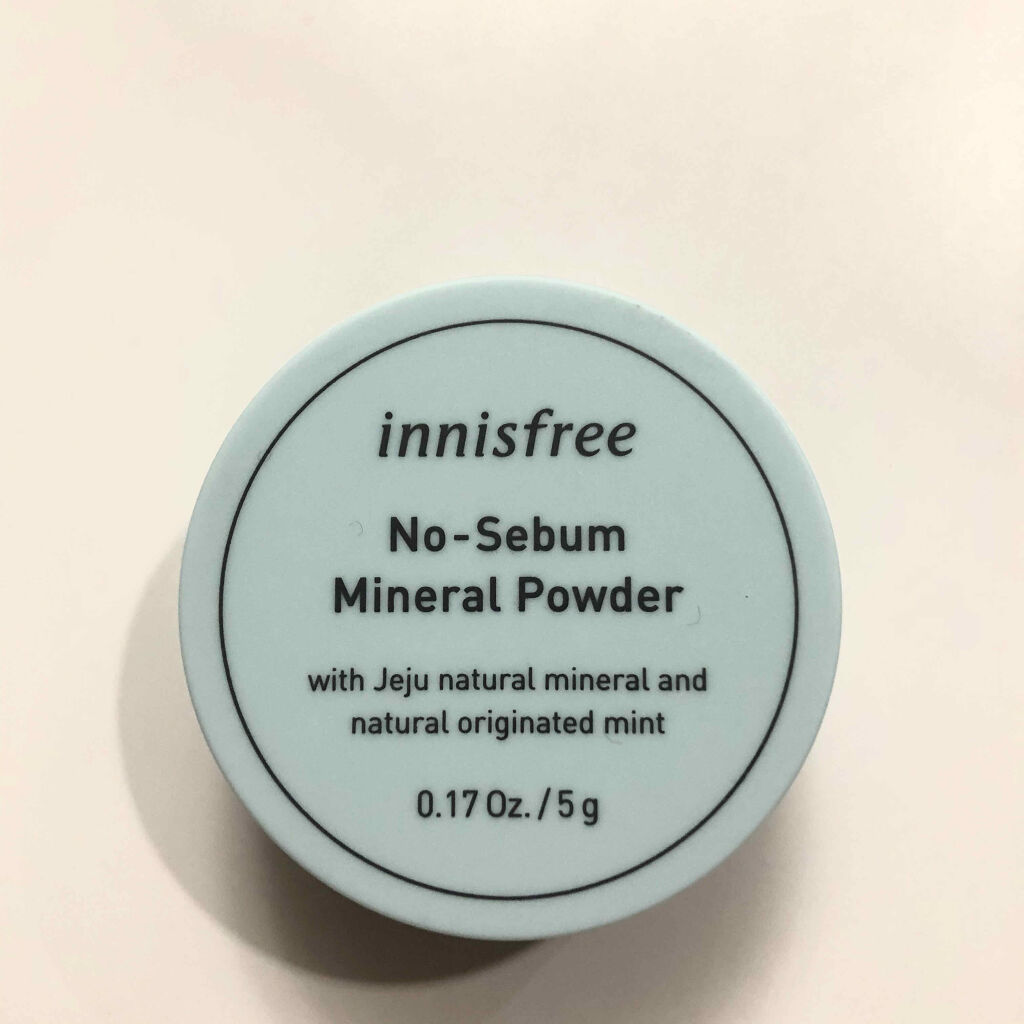 innisfree
No-Sebum
Mineral Powder
with Jeju natural mineral and
natural originated mint
0.17 Oz. / 5 g